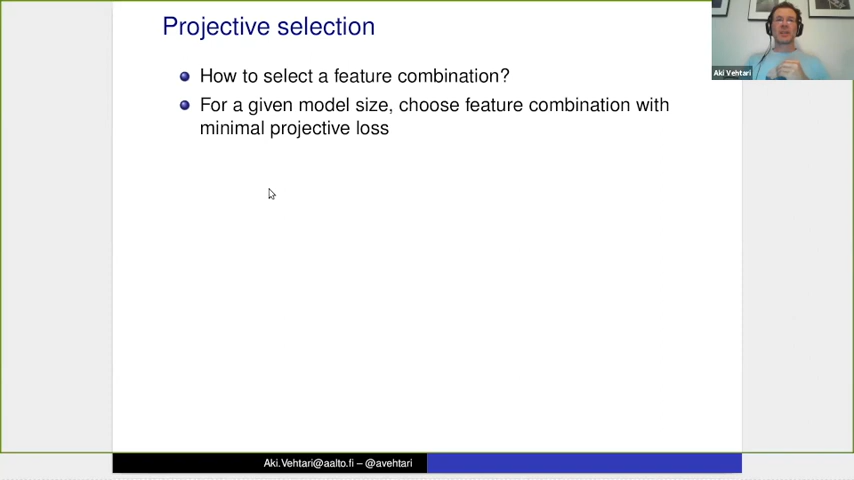 Projective selection
How to select a feature combination?
For a given model size, choose feature combination with
minimal projective loss
Aki Vehtari
Aki.Vehtari@aalto.fi – @avehtari